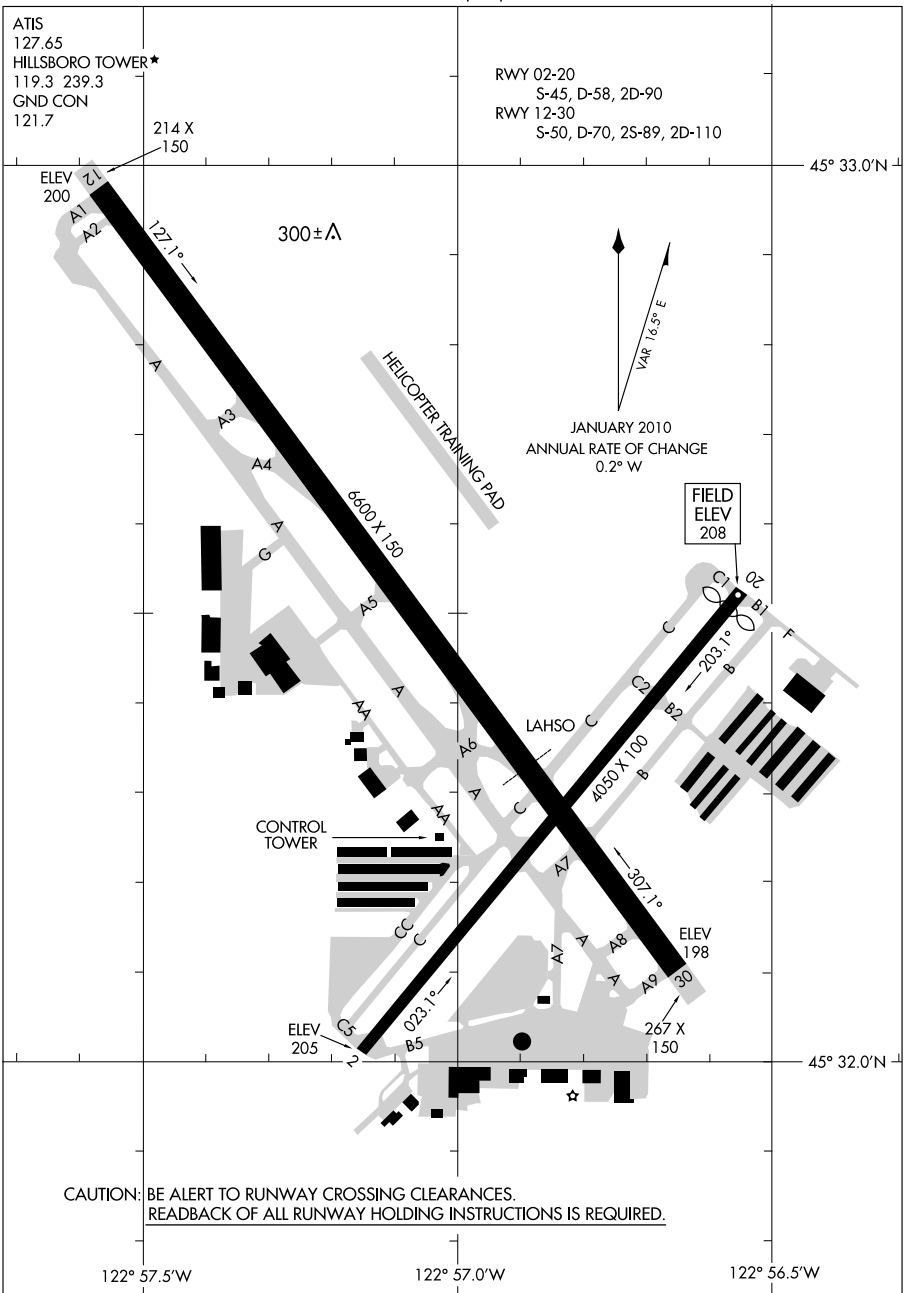 ATIS
127.65
HILLSBORO TOWER★
119.3 239.3
GND CON
121.7
RWY 02-20
S-45, D-58, 2D-90
RWY 12-30
S-50, D-70, 2S-89, 2D-110
214 X
150
45° 33.0'N
ELEV
200
12
A1
A2
127.1°
300±
VAR 16.5° E
JANUARY 2010
ANNUAL RATE OF CHANGE
0.2° W
A
HELICOPTER TRAINING PAD
A3
A4
6600 X 150
FIELD
ELEV
208
A
G
C1
20
B1
F
A5
C
203.1°
B
A
C2
AA
C
B2
A6
LAHSO
4050 X 100
B
A
C
AA
CONTROL
TOWER
A7
307.1°
CC
C
A
A8
ELEV
198
A7
A
A9
30
023.1°
267 X
150
ELEV
205
C5
2
B5
45° 32.0'N
CAUTION: BE ALERT TO RUNWAY CROSSING CLEARANCES.
READBACK OF ALL RUNWAY HOLDING INSTRUCTIONS IS REQUIRED.
122° 57.5'W
122° 57.0'W
122° 56.5'W